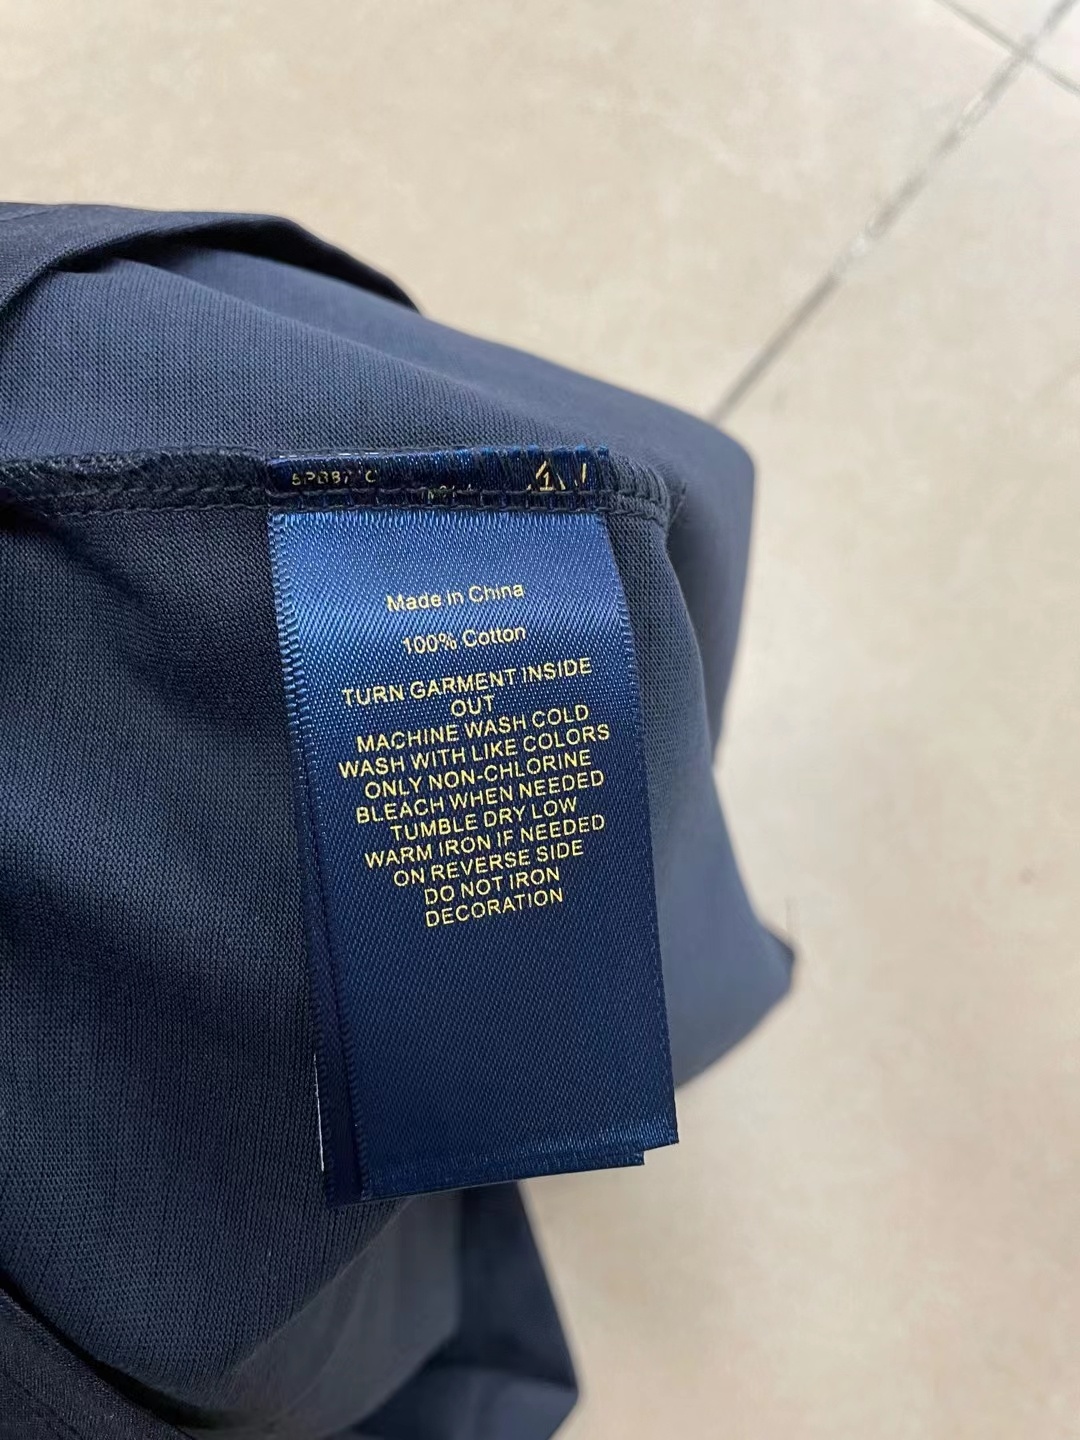 Made in China
100% Cotton
TURN GARMENT INSIDE
OUT
MACHINE WASH COLD
WASH WITH LIKE COLORS
ONLY NON-CHLORINE
BLEACH WHEN NEEDED
TUMBLE DRY LOW
WARM IRON IF NEEDED
ON REVERSE SIDE
DO NOT IRON
DECORATION